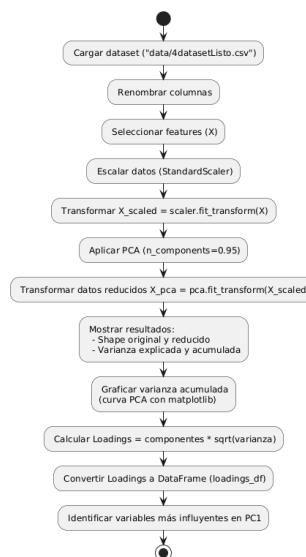 Cargar dataset ("data/4datasetListo.csv")
Renombrar columnas
Seleccionar features (X)
Escalar datos (StandardScaler)
Transformar X_scaled = scaler.fit_transform(X)
Aplicar PCA (n_components=0.95)
Transformar datos reducidos X_pca = pca.fit_transform(X_scaled
Mostrar resultados:
- Shape original y reducido
- Varianza explicada y acumulada
Graficar varianza acumulada
(curva PCA con matplotlib)
Calcular Loadings = componentes * sqrt(varianza)
Convertir Loadings a DataFrame (loadings_df)
Identificar variables más influyentes en PC1